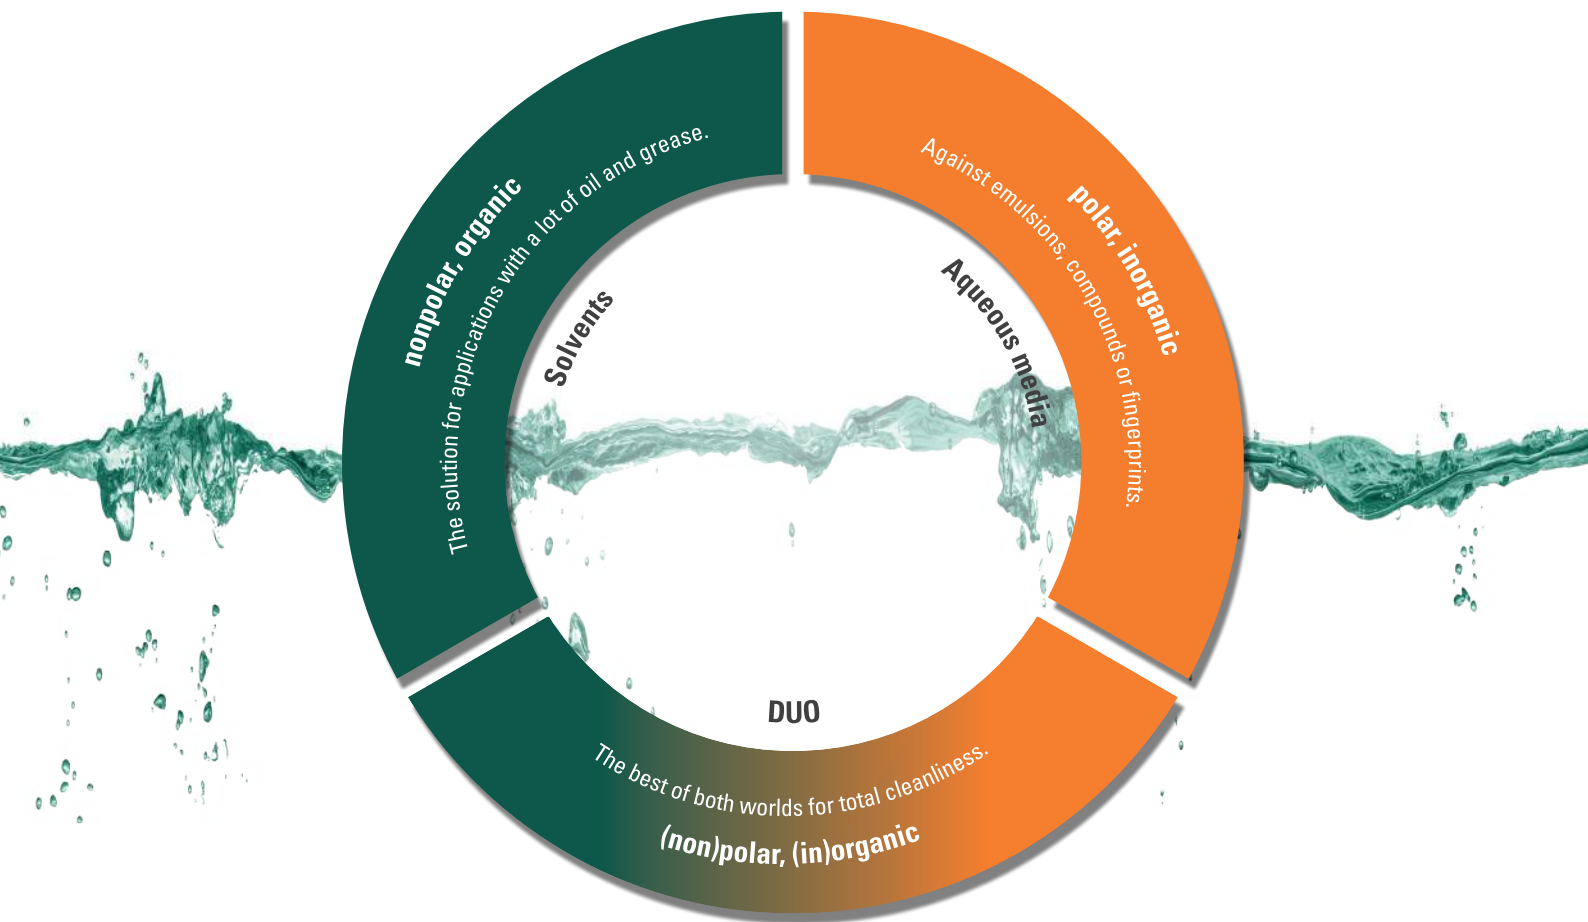 nonpolar, organic
The solution for applications with a lot of oil and grease.
Solvents
polar, inorganic
Against emulsions, compounds or fingerprints.
Aqueous media
DUO
The best of both worlds for total cleanliness.
(non)polar, (in)organic